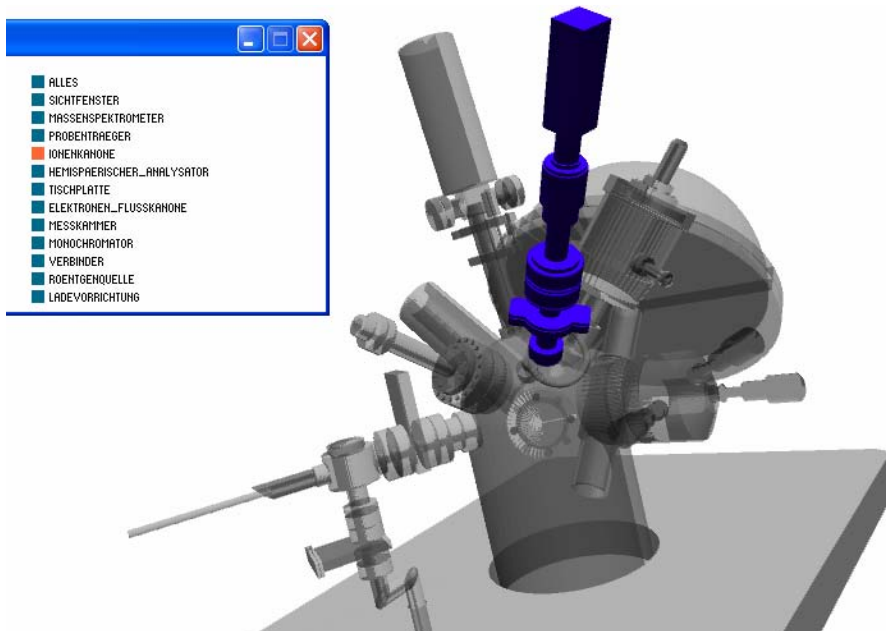 ALLES
SICHTFENSTER
MASSENSPEKTROMETER
PROBENTRAEGER
IONENKANONE
HEMISPAERISCHER_ANALYSATOR
TISCHPLATTE
ELEKTRONEN_FLUSSKANONE
MESSKAMMER
MONOCHROMATOR
VERBINDER
ROENTGENQUELLE
LADEVORRICHTUNG